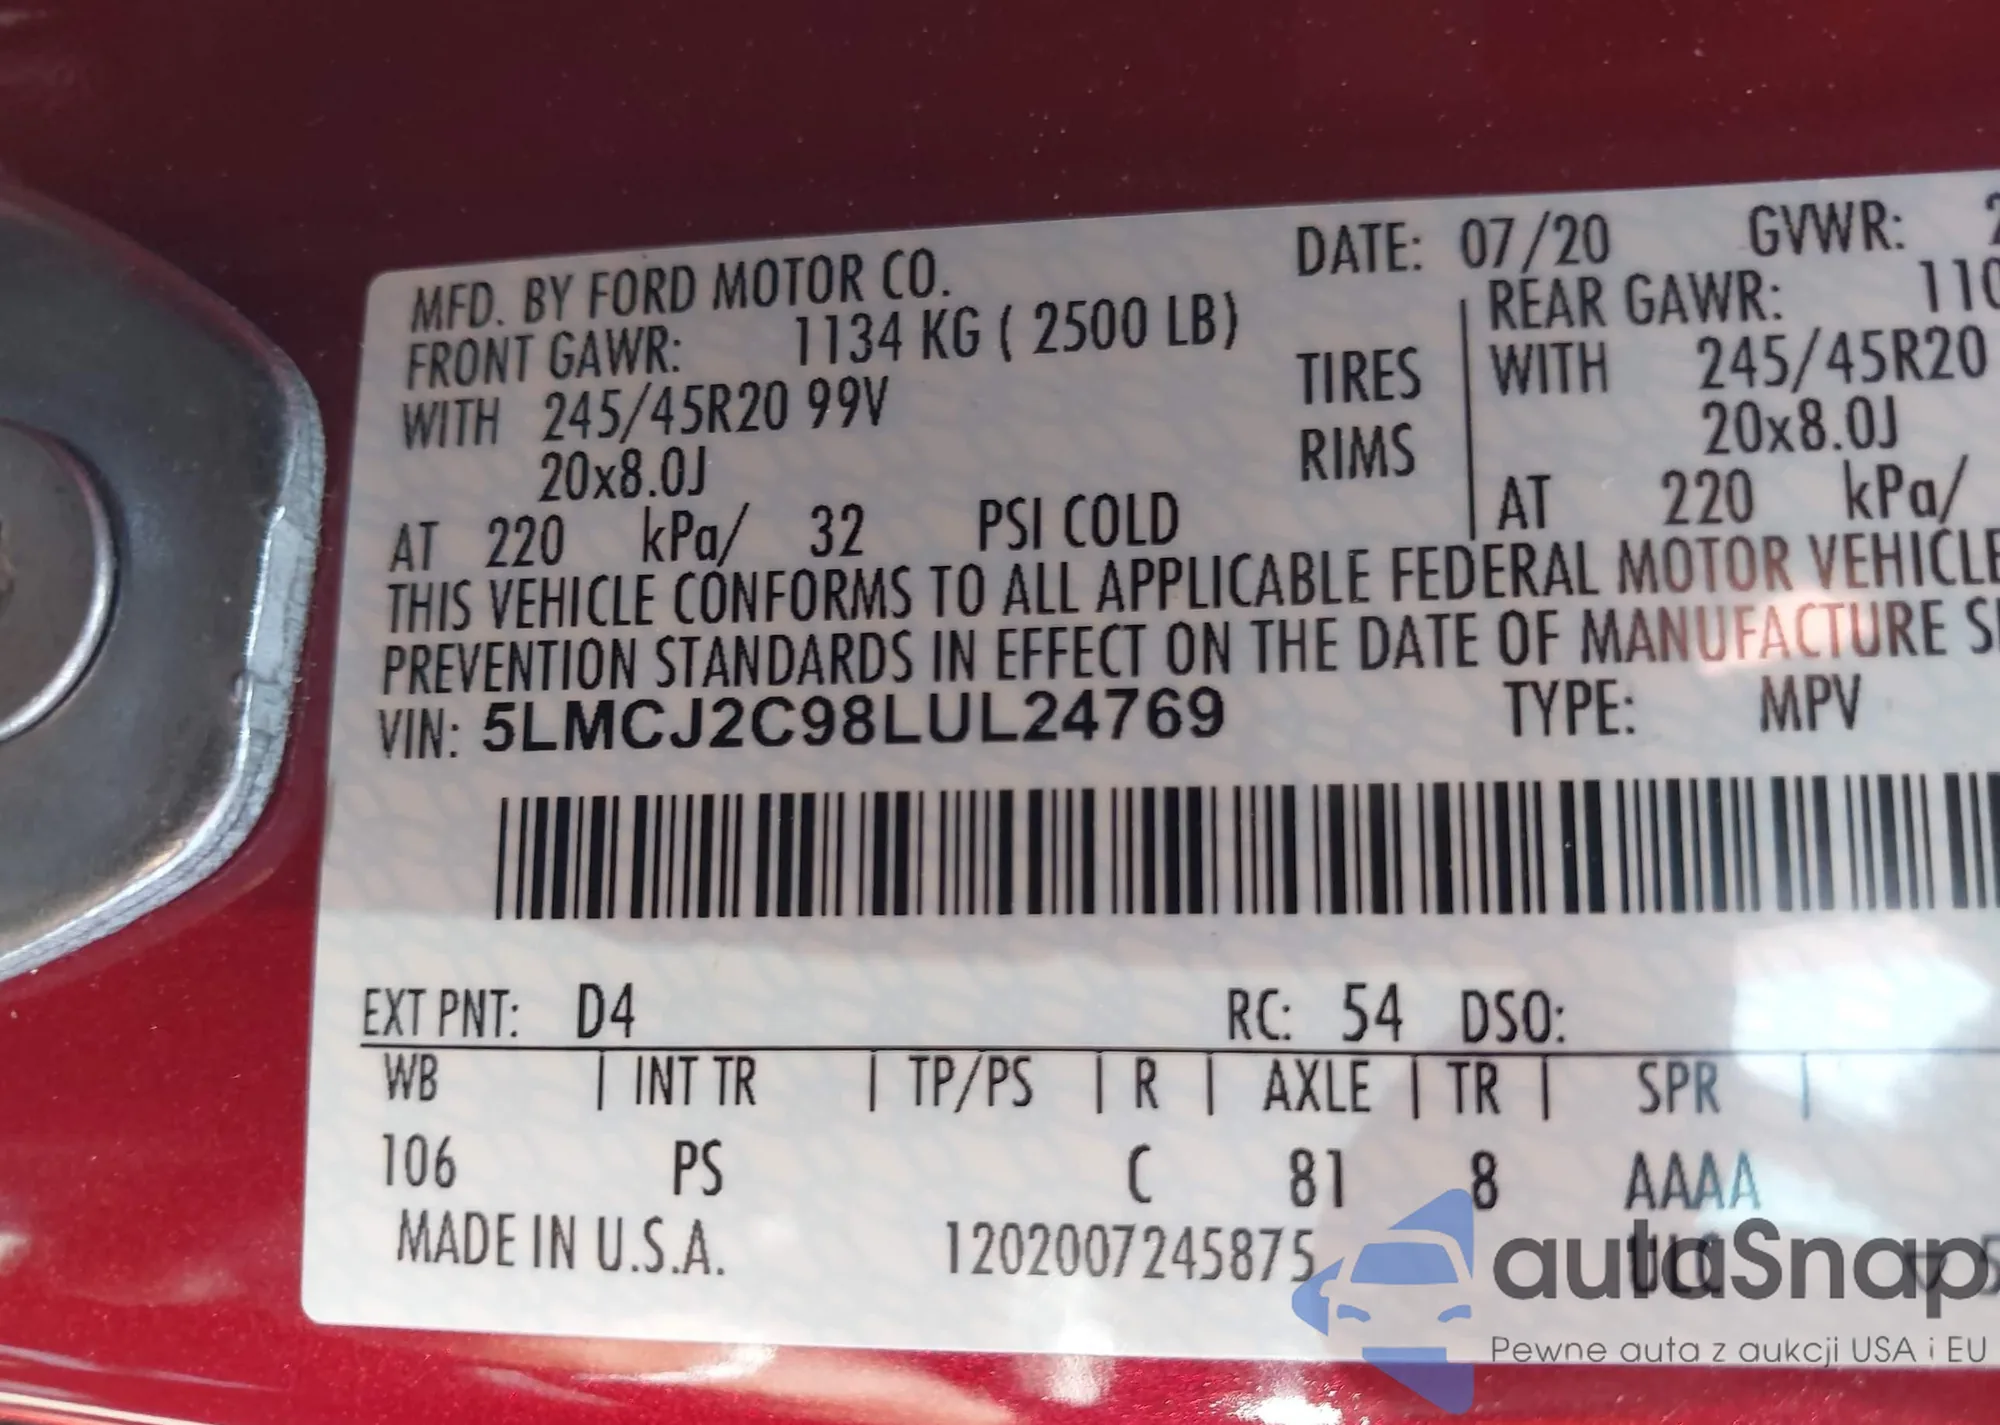 MFD. BY FORD MOTOR CO. DATE: 07/20 GVWR:
FRONT GAWR: 1134 KG ( 2500 LB) REAR GAWR: 110
WITH 245/45R20 99V TIRES WITH 245/45R20
20x8.0J RIMS 20x8.0J
AT 220 kPa/ 32 PSI COLD AT 220 kPa/
THIS VEHICLE CONFORMS TO ALL APPLICABLE FEDERAL MOTOR VEHICLE
PREVENTION STANDARDS IN EFFECT ON THE DATE OF MANUFACTURE
VIN: 5LMCJ2C98LUL24769 TYPE: MPV
EXT PNT: D4 RC: 54 DSO:
WB | INT TR | TP/PS | R | AXLE | TR | SPR |
106 PS C 81 8 AAAA
MADE IN U.S.A. 1202007245875
autaSnap
Pewne auta z aukcji USA i EU